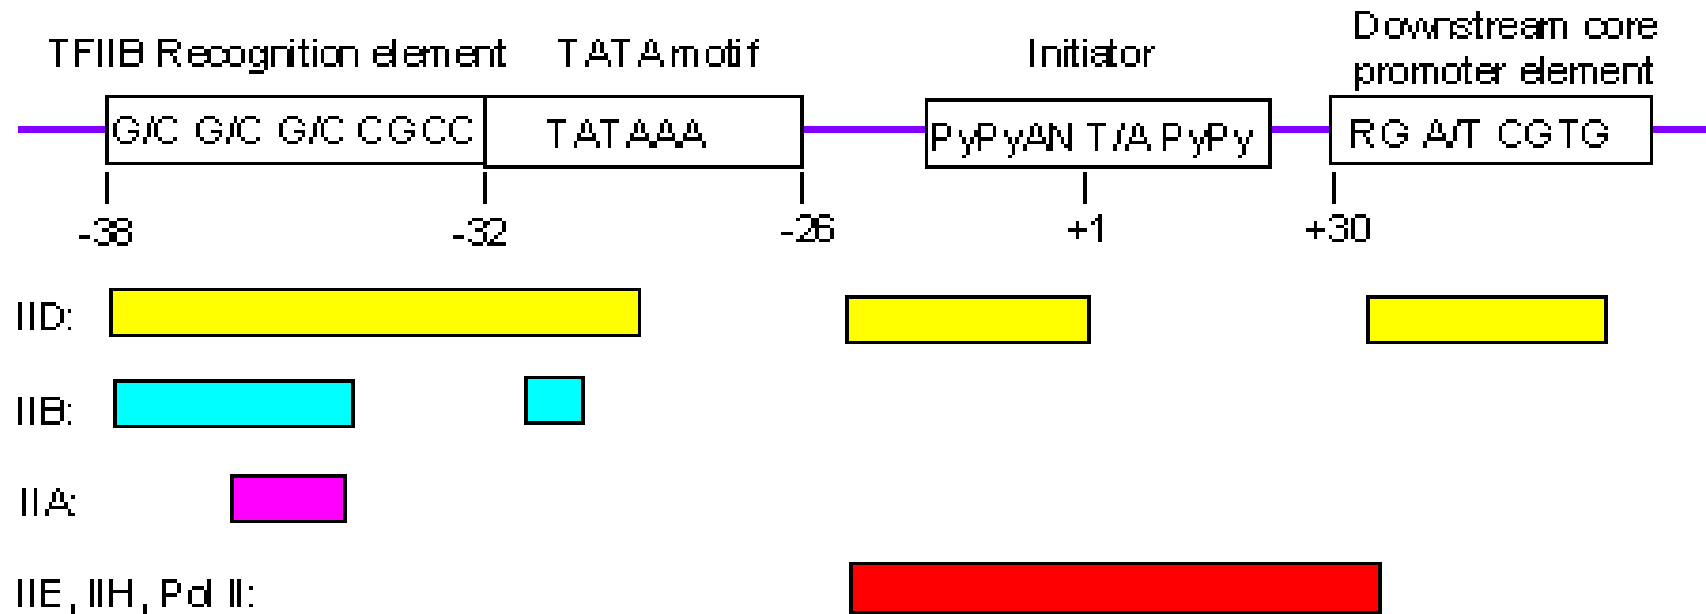 Downstream core
TFIIB Recognition element TATA motif Initiator promoter element
G/C G/C G/C CGCC TATAAA PyPyAN T/A PyPy RG A/T CGTG
-38 -32 -26 +1 +30
IID:
IIB:
IIA:
IIE, IIH, Pol II: